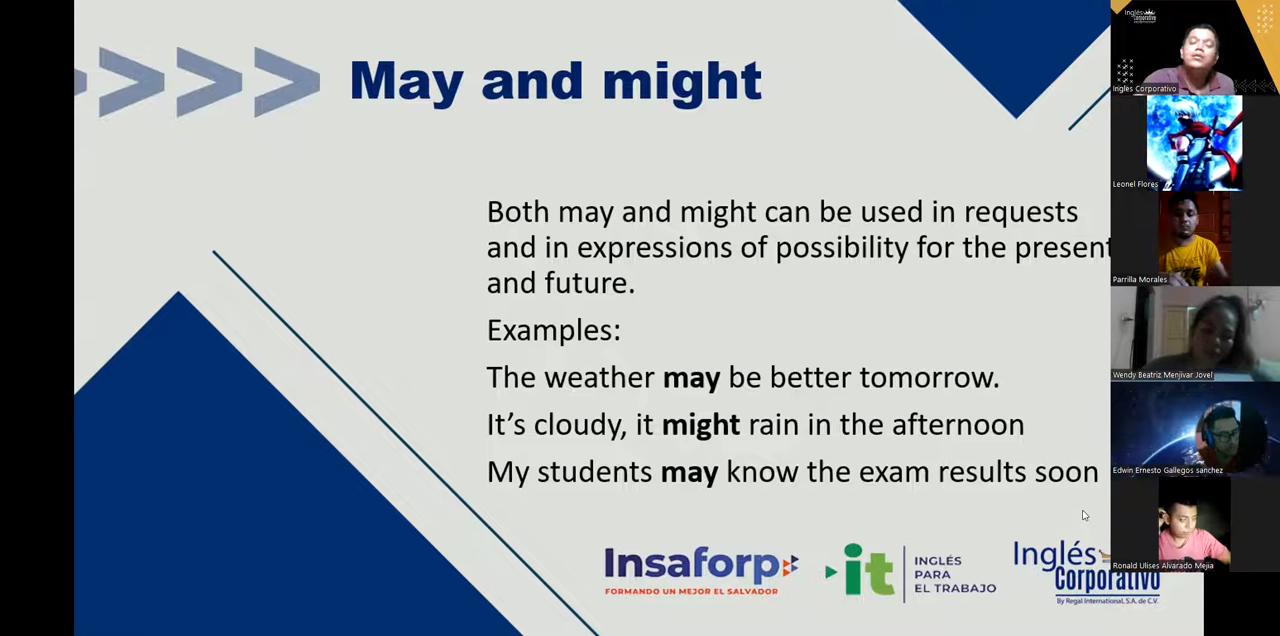 May and might
Both may and might can be used in requests
and in expressions of possibility for the present
and future.
Examples:
The weather may be better tomorrow.
It's cloudy, it might rain in the afternoon
My students may know the exam results soon
Insaforp
FORMANDO UN MEJOR EL SALVADOR
it
INGLÉS
PARA
EL TRABAJO
Inglés
Corporativo
By Regal International, S.A. de C.V.
Inglés
Corporativo
Ingles Corporativo
Leonel Flores
Parrilla Morales
Wendy Beatriz Menjivar Jovel
Edwin Ernesto Gallegos sanchez
Ronald Ulises Alvarado Mejia